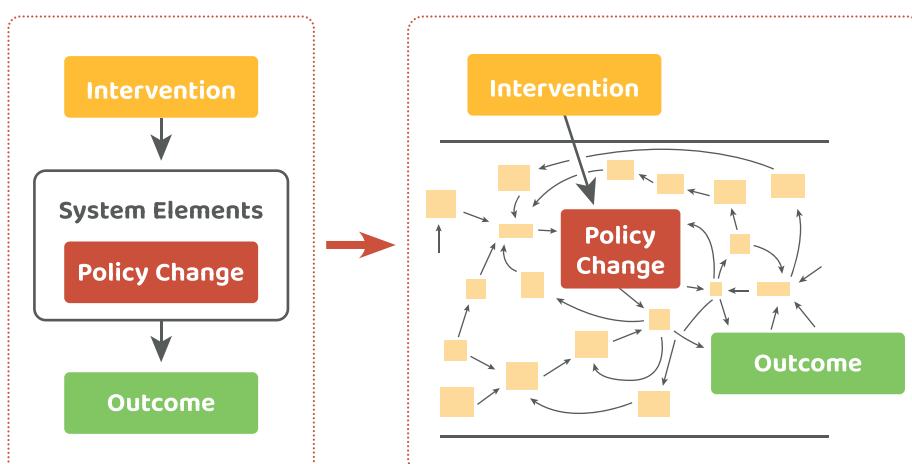 Intervention
System Elements
Policy Change
Outcome
Intervention
Policy
Change
Outcome